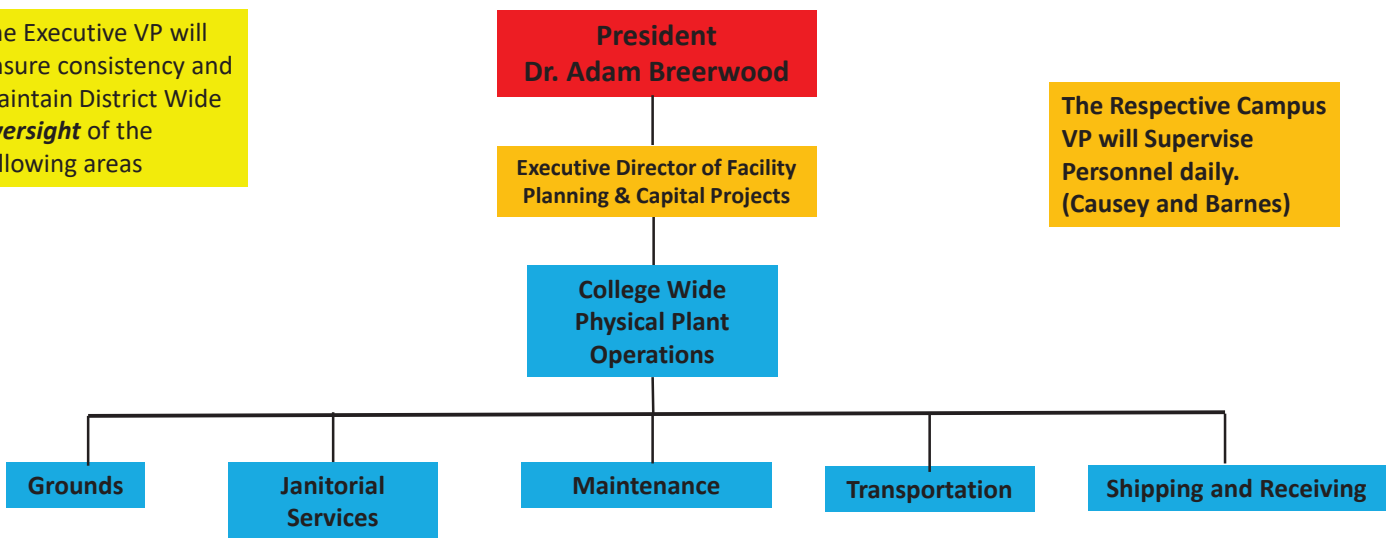 he Executive VP will
nsure consistency and
aintain District Wide
versight of the
llowing areas
President
Dr. Adam Breerwood
Executive Director of Facility
Planning & Capital Projects
The Respective Campus
VP will Supervise
Personnel daily.
(Causey and Barnes)
College Wide
Physical Plant
Operations
Grounds
Janitorial
Services
Maintenance
Transportation
Shipping and Receiving